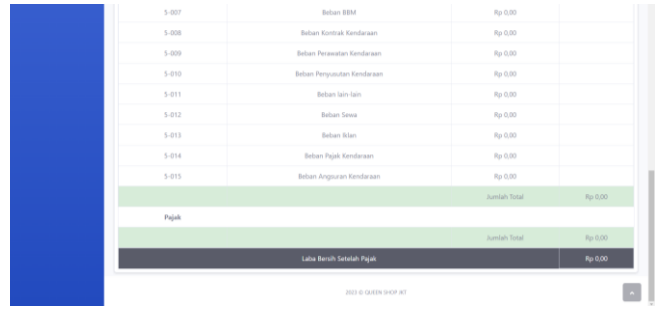 5-007 Beban BBM Rp 0,00
5-008 Beban Kontrak Kendaraan Rp 0,00
5-009 Beban Perawatan Kendaraan Rp 0,00
5-010 Beban Penyusutan Kendaraan Rp 0,00
5-011 Beban lain-lain Rp 0,00
5-012 Beban Sewa Rp 0,00
5-013 Beban Iklan Rp 0,00
5-014 Beban Pajak Kendaraan Rp 0,00
5-015 Beban Angsuran Kendaraan Rp 0,00
Jumlah Total Rp 0,00
Pajak
Jumlah Total Rp 0,00
Laba Bersih Setelah Pajak Rp 0,00
2023 © QUEEN SHOP JKT